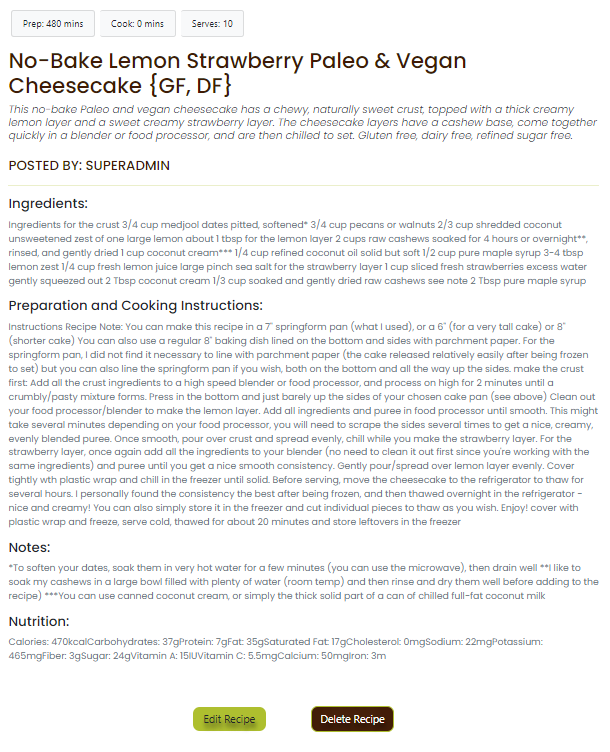 Prep: 480 mins Cook: 30 mins Serves: 10
No-Bake Lemon Strawberry Paleo & Vegan
Cheesecake {GF, DF}
This no-bake Paleo and vegan cheesecake has a chewy, naturally sweet crust, topped with a thick creamy
lemon layer and a sweet creamy strawberry layer. The cheesecake layers have a cashew base, come together
quickly in a blender or food processor, and are then chilled to set. Gluten free, dairy free, refined sugar free.
POSTED BY: SUPERADMIN
Ingredients:
Ingredients for the crust 3/4 cup medjool dates pitted, softened* 3/4 cup pecans or walnuts 2/3 cup shredded coconut
unsweetened zest of one large lemon about 1 tbsp for the lemon layer 2 cups raw cashews soaked for 4 hours or overnight**,
rinsed, and gently dried 1 cup coconut cream*** 1/4 cup refined coconut oil solid but soft 1/2 cup pure maple syrup 3-4 tbsp
lemon zest 1/4 cup fresh lemon juice large pinch sea salt for the strawberry layer 1 cup sliced fresh strawberries excess water
gently squeezed out 2 Tbsp coconut cream 1/3 cup soaked and gently dried raw cashews see note 2 Tbsp pure maple syrup
Preparation and Cooking Instructions:
Instructions Recipe Note: You can make this recipe in a 7" springform pan (what I used), or a 6" (for a very tall cake) or 8"
(shorter cake) You can also use a regular 8" baking dish lined on the bottom and sides with parchment paper. For the
springform pan, I did not find it necessary to line with parchment paper (the cake released relatively easily after being frozen
to set) but you can also line the springform pan if you wish, both on the bottom and all the way up the sides. make the crust
first: Add all the crust ingredients to a high speed blender or food processor, and process on high for 2 minutes until a
crumbly/pasty mixture forms. Press in the bottom and just barely up the sides of your chosen cake pan (see above) Clean out
your food processor/blender to make the lemon layer. Add all ingredients and puree in food processor until smooth. This might
take several minutes depending on your food processor, you will need to scrape the sides several times to get a nice, creamy,
evenly blended puree. Once smooth, pour over crust and spread evenly, chill while you make the strawberry layer. For the
strawberry layer, once again add all the ingredients to your blender (no need to clean it out first since you're working with the
same ingredients) and puree until you get a nice smooth consistency. Gently pour/spread over lemon layer evenly. Cover
tightly wth plastic wrap and chill in the freezer until solid. Before serving, move the cheesecake to the refrigerator to thaw for
several hours. I personally found the consistency the best after being frozen, and then thawed overnight in the refrigerator -
nice and creamy! You can also simply store it in the freezer and cut individual pieces to thaw as you wish. Enjoy! cover with
plastic wrap and freeze, serve cold, thawed for about 20 minutes and store leftovers in the freezer
Notes:
*To soften your dates, soak them in very hot water for a few minutes (you can use the microwave), then drain well **I like to
soak my cashews in a large bowl filled with plenty of water (room temp) and then rinse and dry them well before adding to the
recipe) ***You can use canned coconut cream, or simply the thick solid part of a can of chilled full-fat coconut milk
Nutrition:
Calories: 470kcalCarbohydrates: 37gProtein: 7gFat: 35gSaturated Fat: 17gCholesterol: 0mgSodium: 22mgPotassium:
465mgFiber: 3gSugar: 24gVitamin A: 15IUVitamin C: 5.5mgCalcium: 50mgIron: 3m
Edit Recipe Delete Recipe